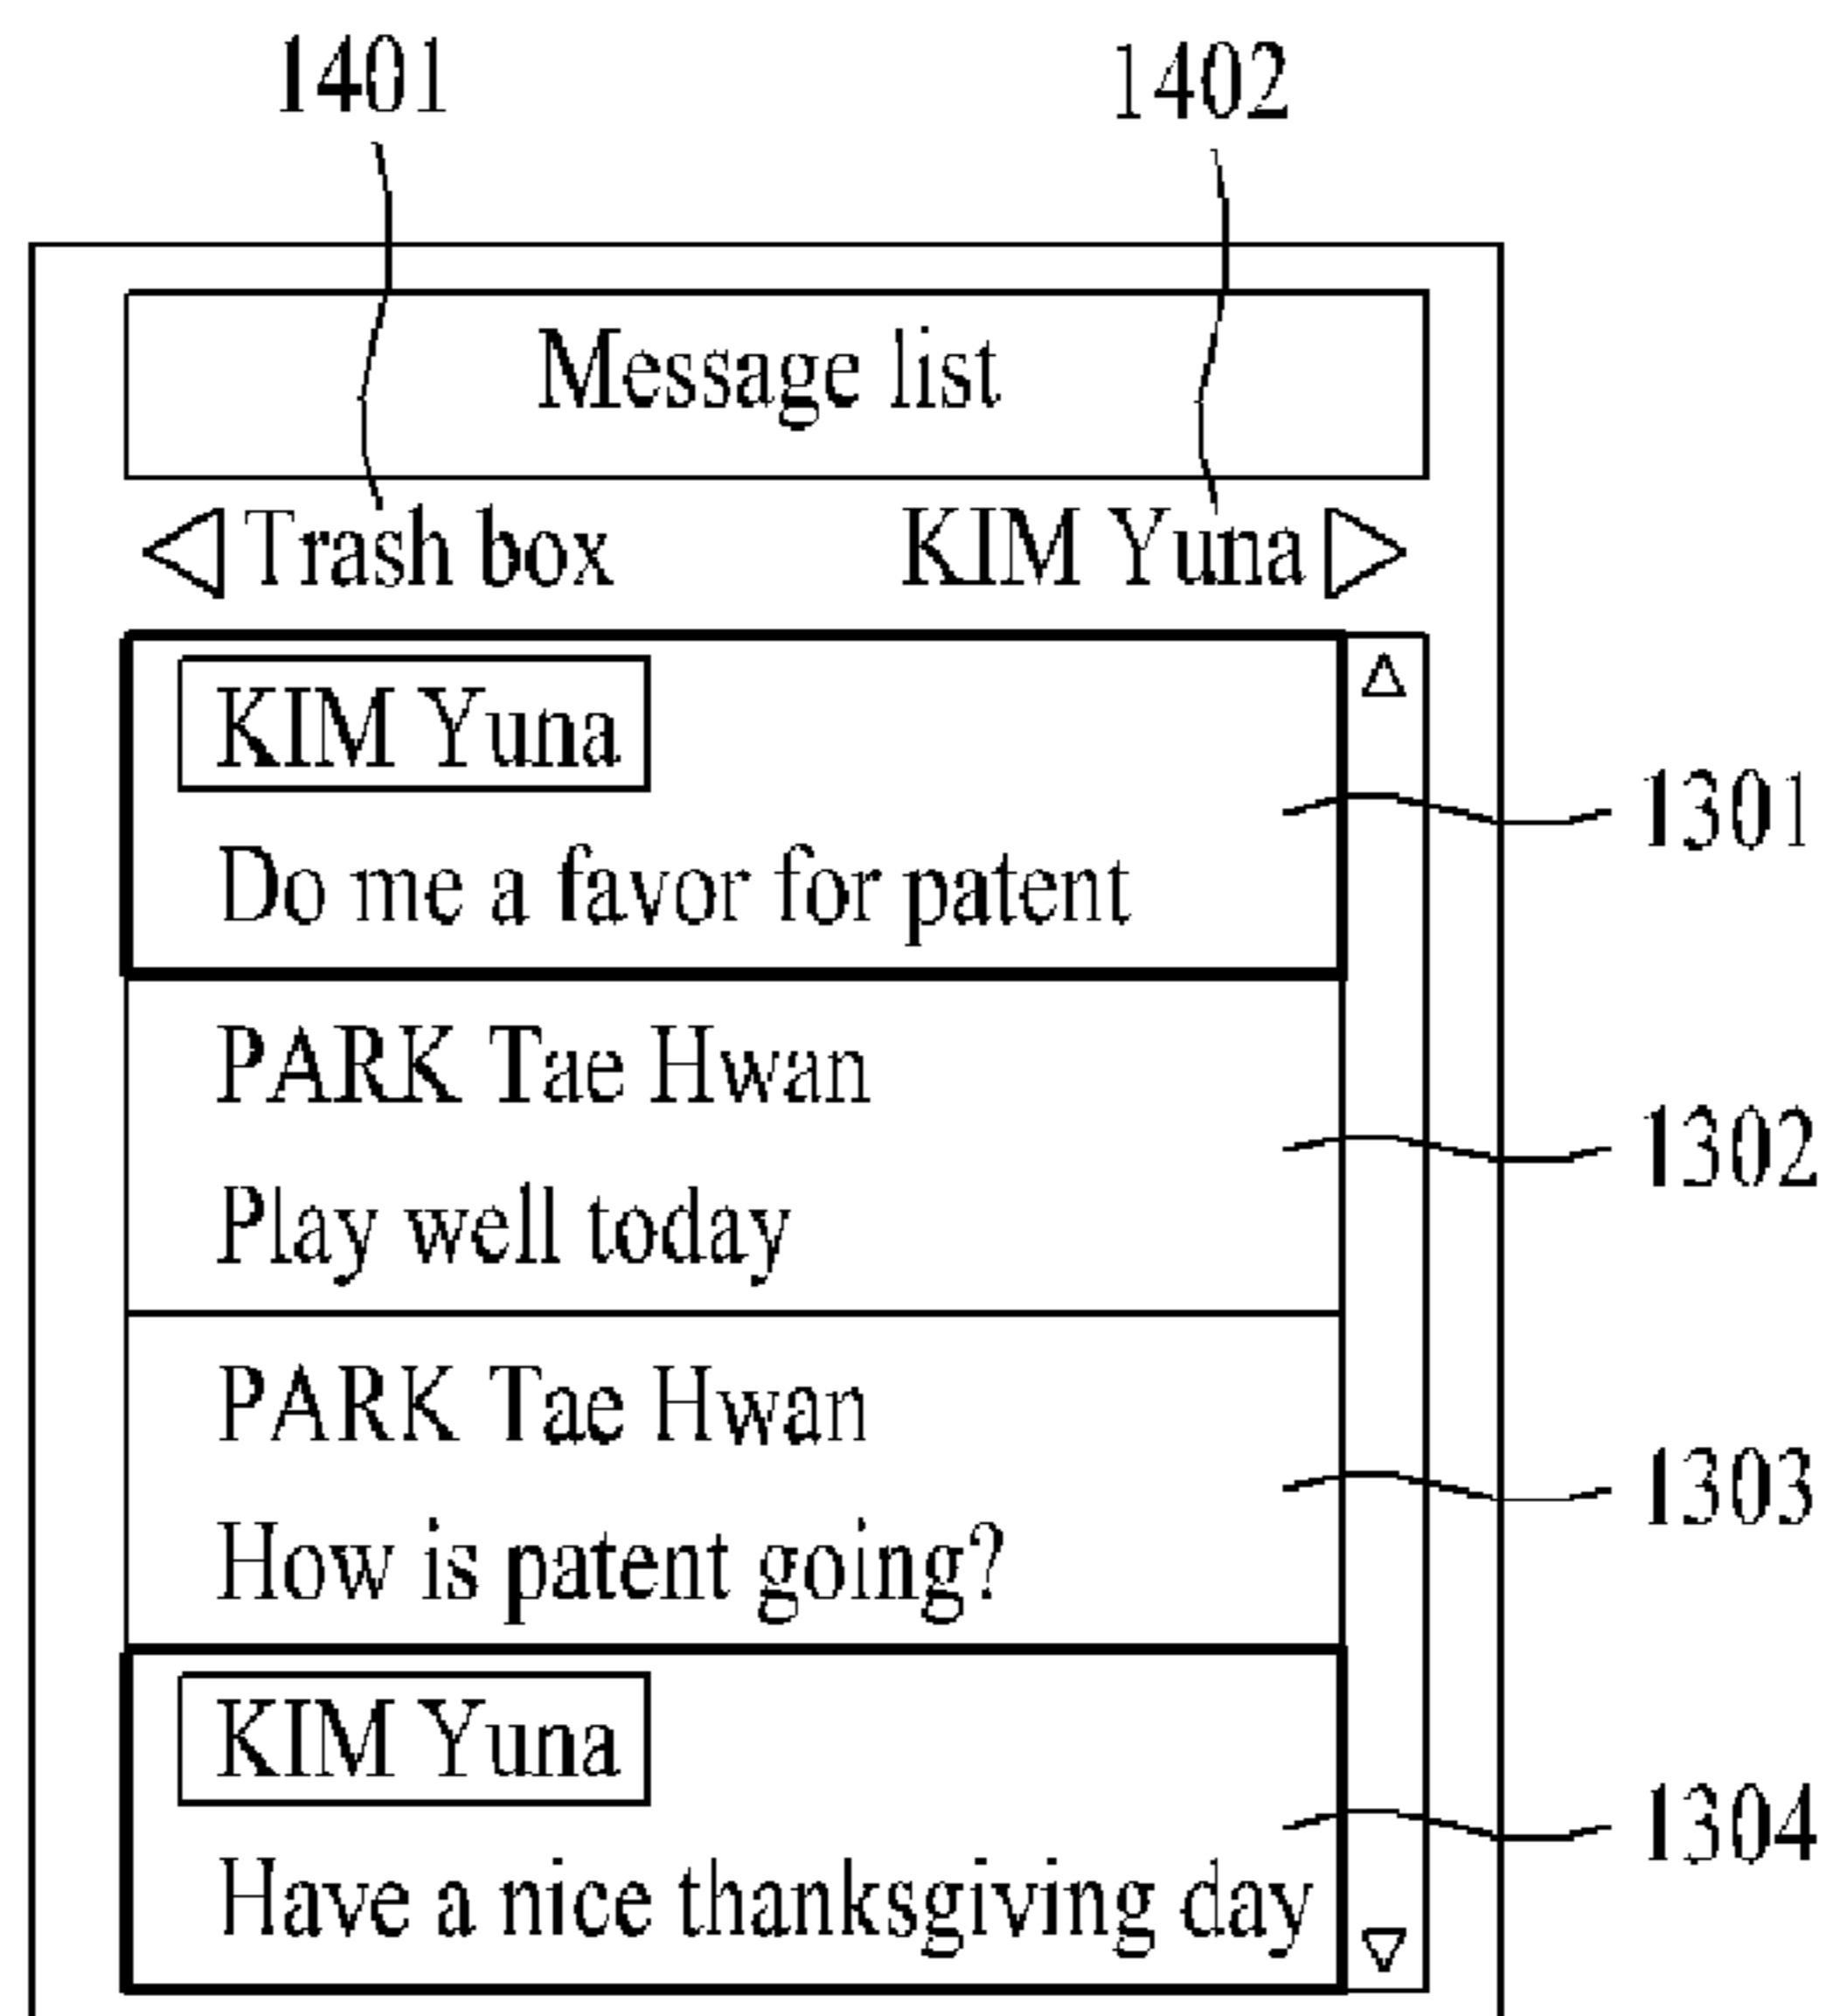 1401 1402
Message list
Trash box KIM Yuna
KIM Yuna
1301
Do me a favor for patent
PARK Tae Hwan
1302
Play well today
PARK Tae Hwan
1303
How is patent going?
KIM Yuna
1304
Have a nice thanksgiving day